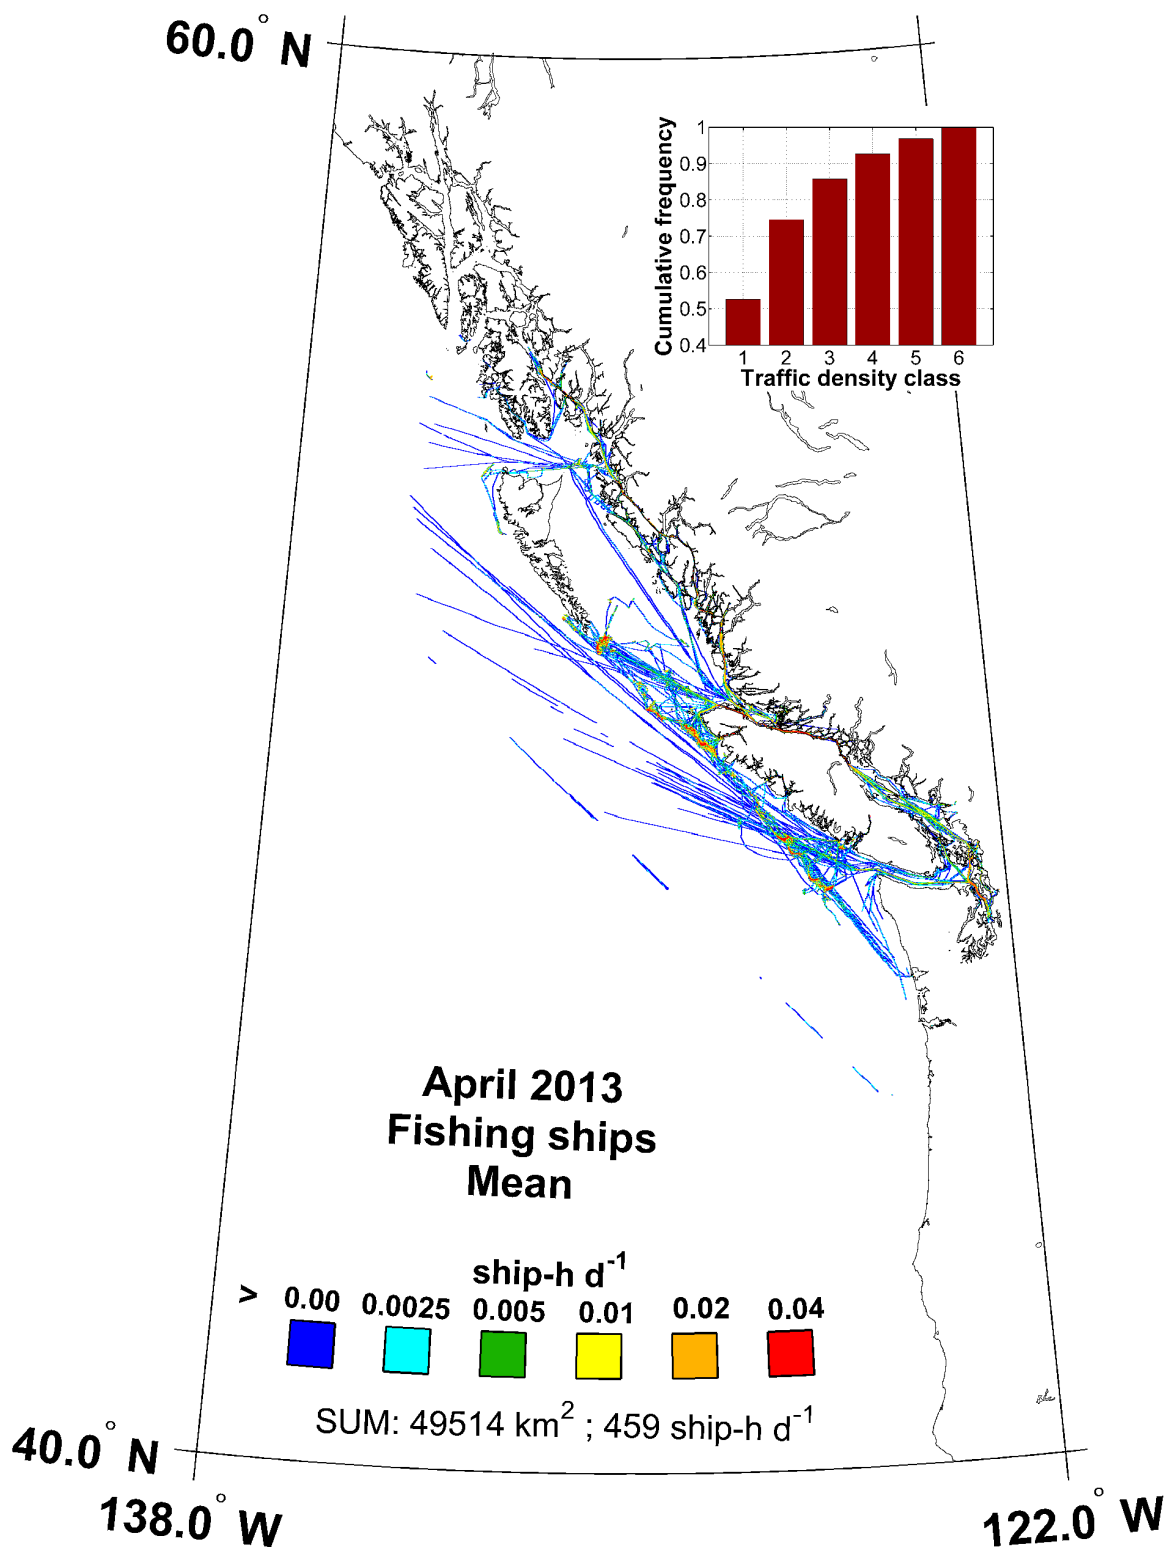 60.0° N
Cumulative frequency
1
0.9
0.8
0.7
0.6
0.5
0.4
1 2 3 4 5 6
Traffic density class
April 2013
Fishing ships
Mean
ship-h d⁻¹
> 0.00 0.0025 0.005 0.01 0.02 0.04
SUM: 49514 km² ; 459 ship-h d⁻¹
40.0° N
138.0° W
122.0° W